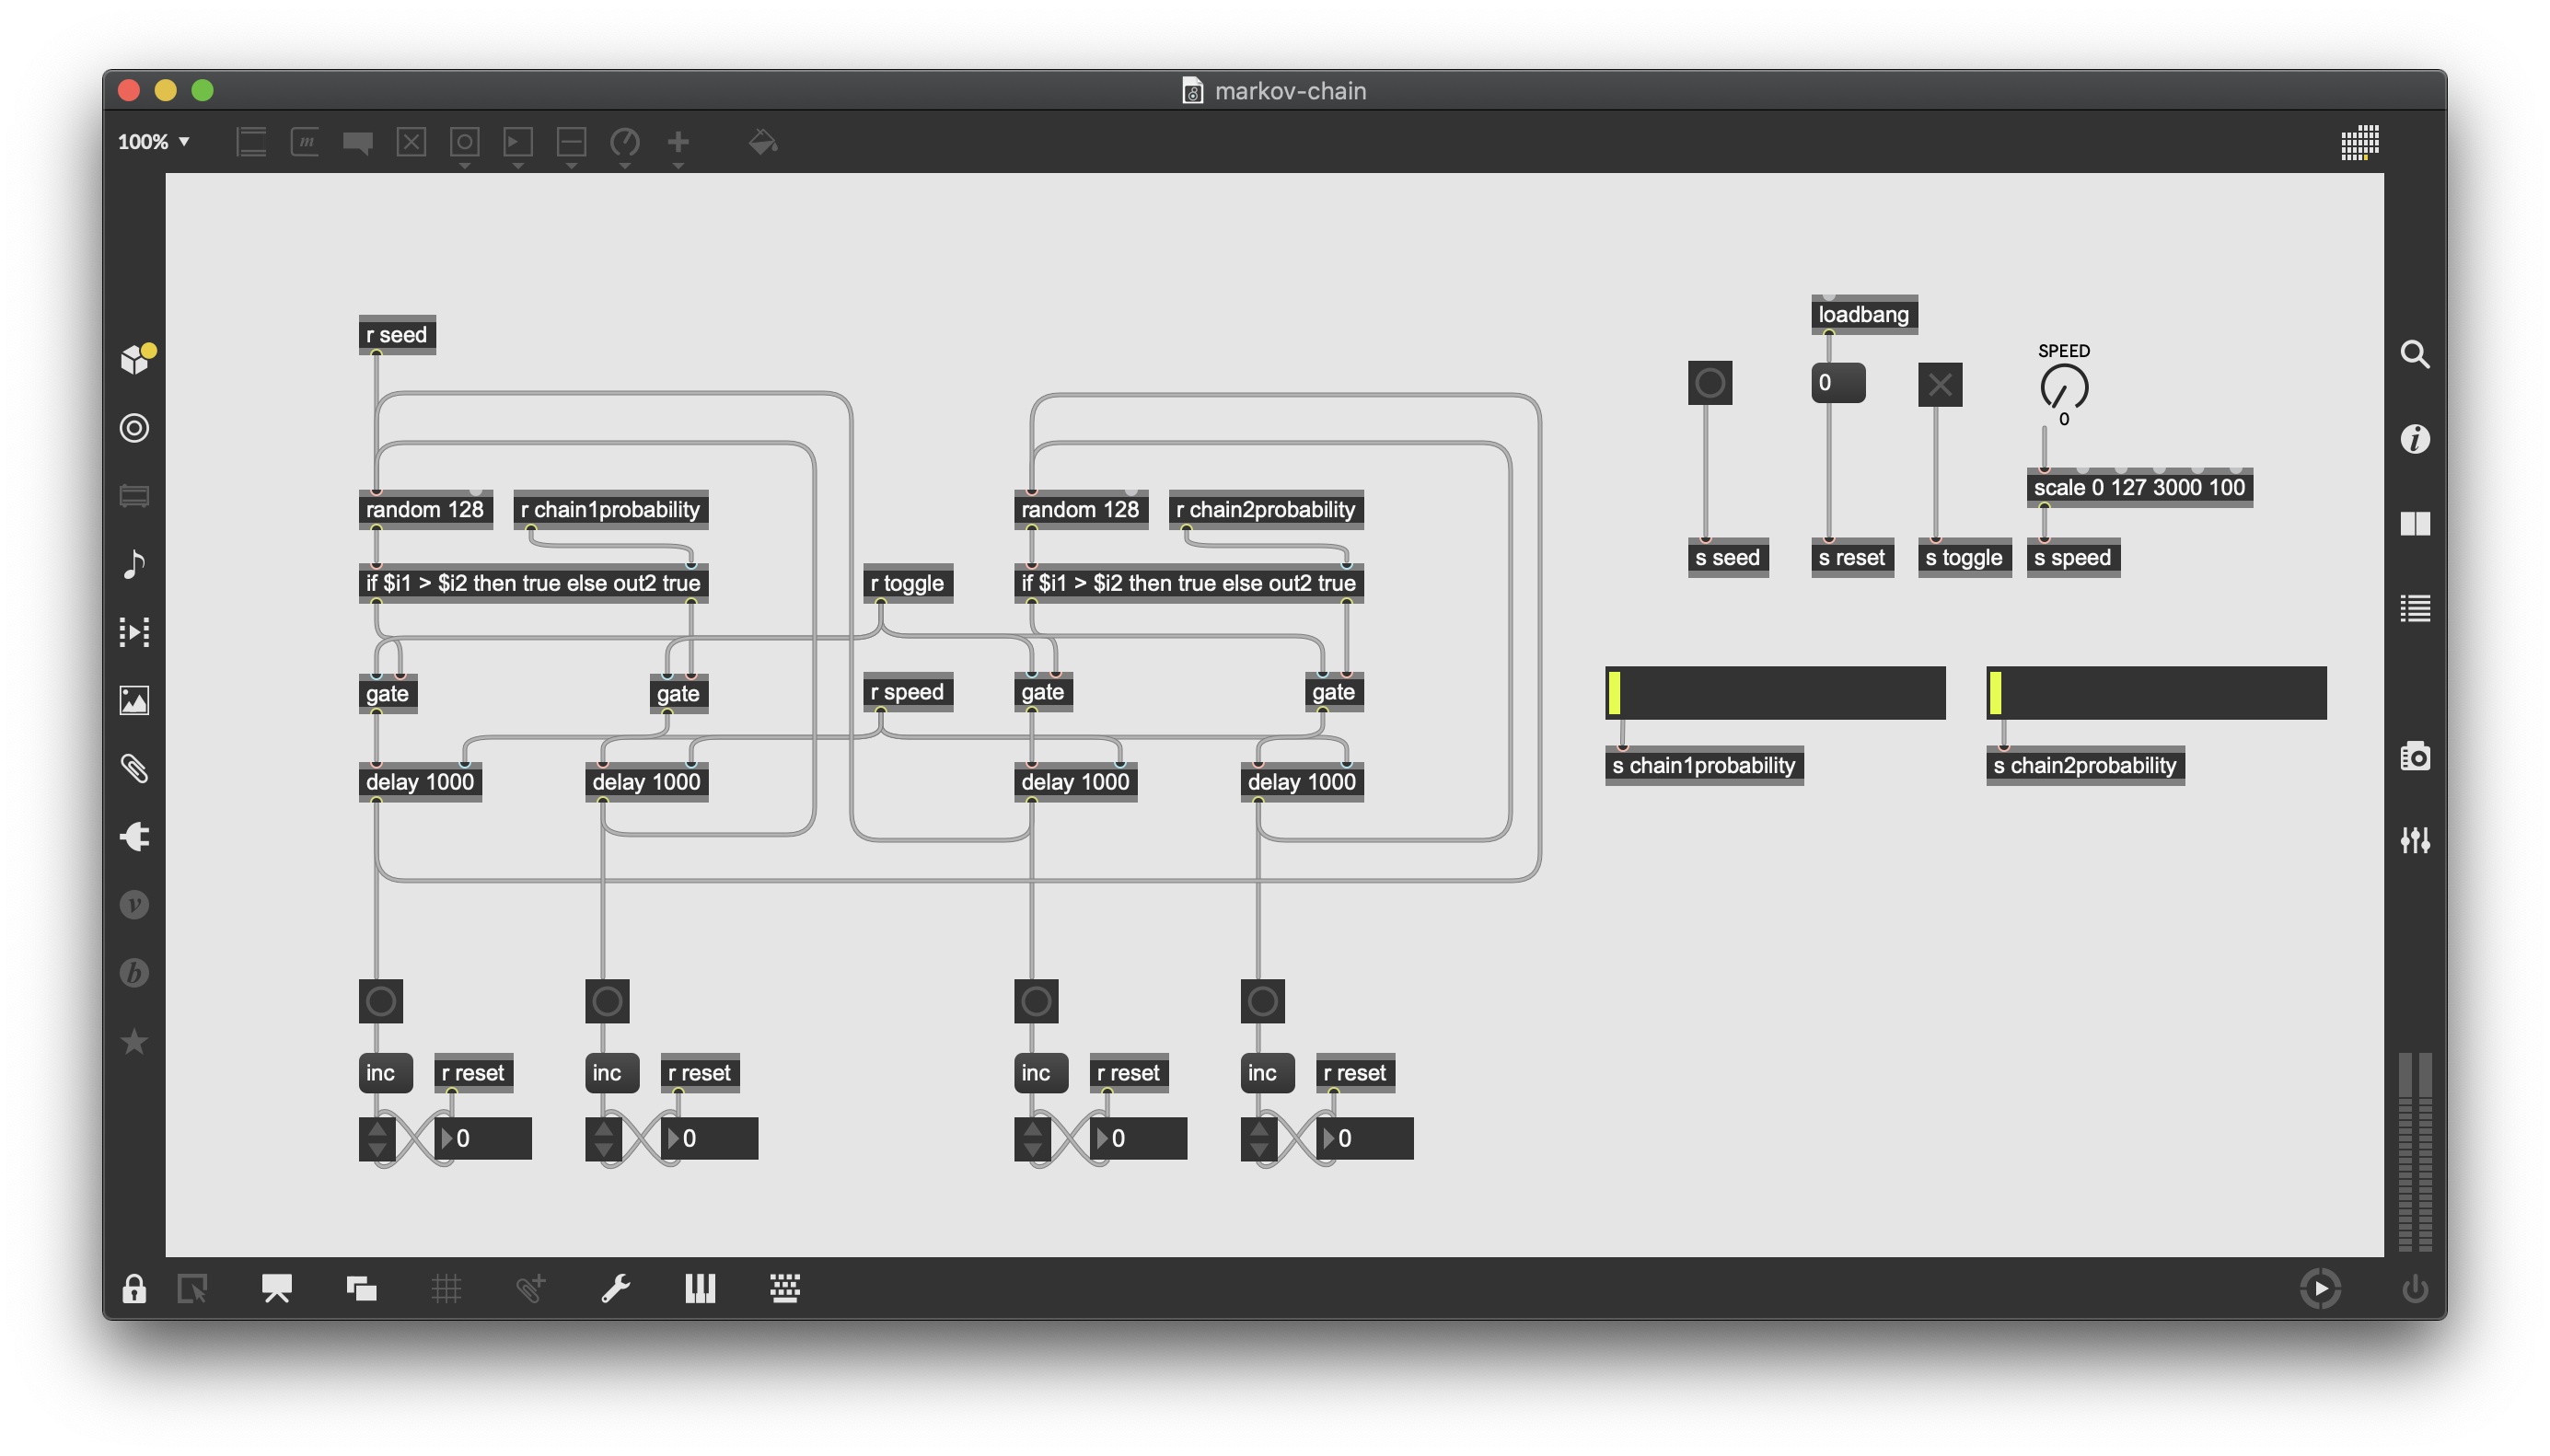 markov-chain
100%
r seed
loadbang
SPEED
0
0
random 128
r chain1probability
random 128
r chain2probability
scale 0 127 3000 100
s seed
s reset
s toggle
s speed
if $i1 > $i2 then true else out2 true
r toggle
if $i1 > $i2 then true else out2 true
gate
gate
r speed
gate
gate
delay 1000
delay 1000
delay 1000
delay 1000
s chain1probability
s chain2probability
inc
r reset
inc
r reset
inc
r reset
inc
r reset
0
0
0
0